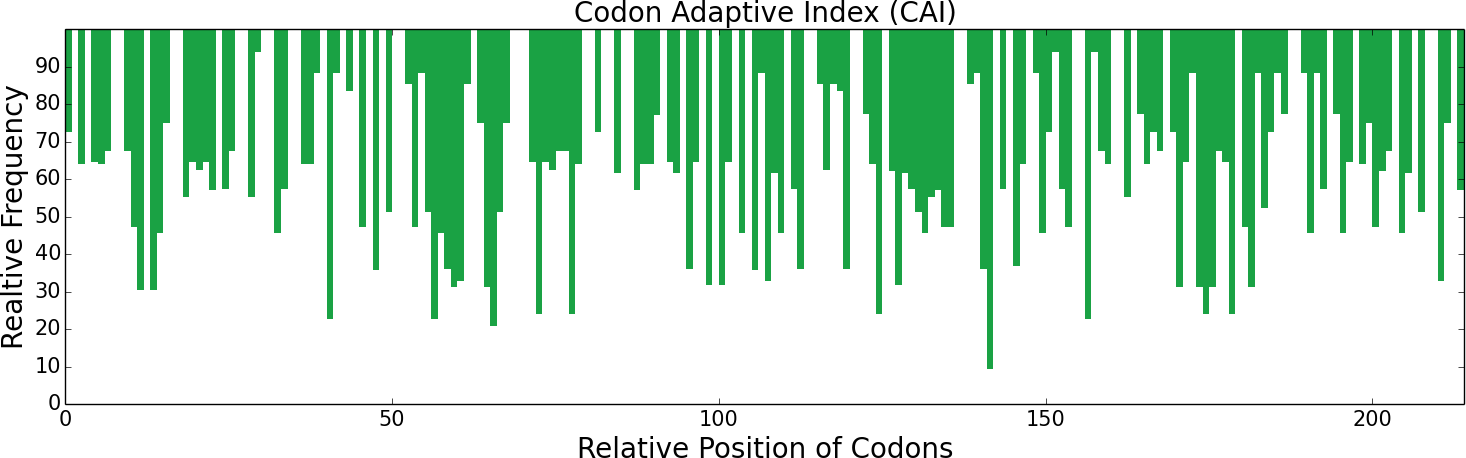 Codon Adaptive Index (CAI)
Realtive Frequency
90
80
70
60
50
40
30
20
10
0
0 50 100 150 200
Relative Position of Codons